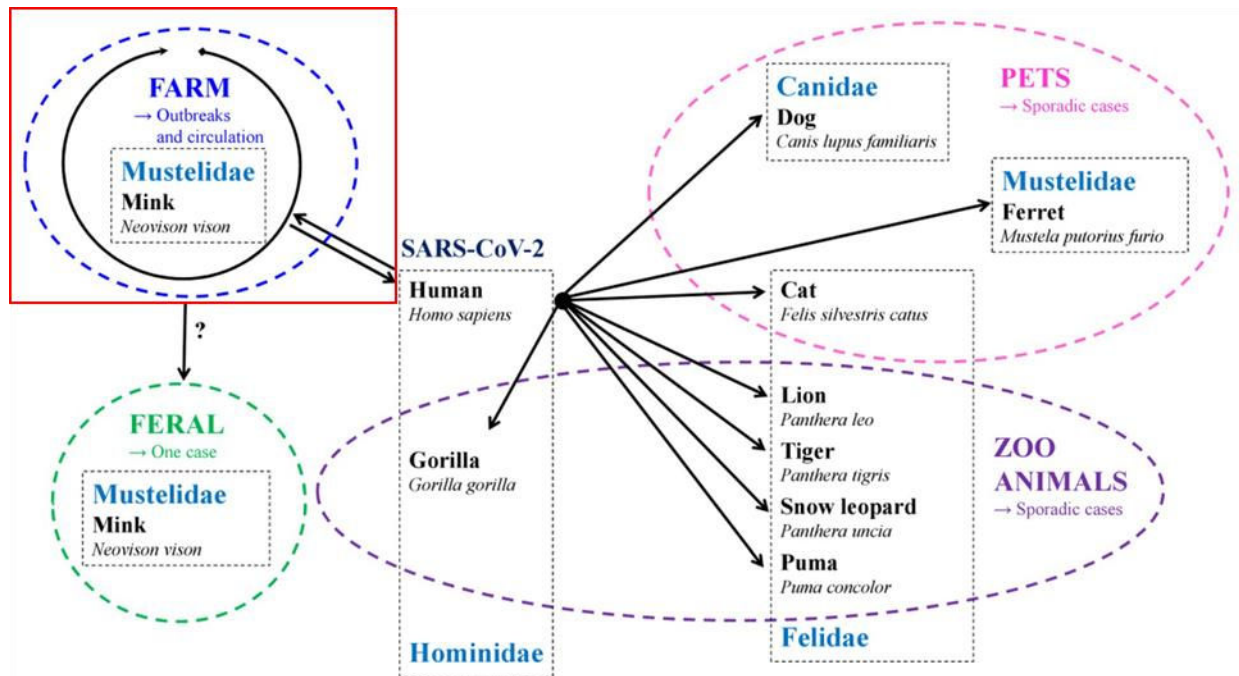 FARM
→ Outbreaks
and circulation
Mustelidae
Mink
Neovison vison
?
FERAL
→ One case
Mustelidae
Mink
Neovison vison
SARS-CoV-2
Human
Homo sapiens
Gorilla
Gorilla gorilla
Hominidae
Canidae
Dog
Canis lupus familiaris
PETS
→ Sporadic cases
Mustelidae
Ferret
Mustela putorius furio
Cat
Felis silvestris catus
Lion
Panthera leo
Tiger
Panthera tigris
Snow leopard
Panthera uncia
Puma
Puma concolor
Felidae
ZOO
ANIMALS
→ Sporadic cases